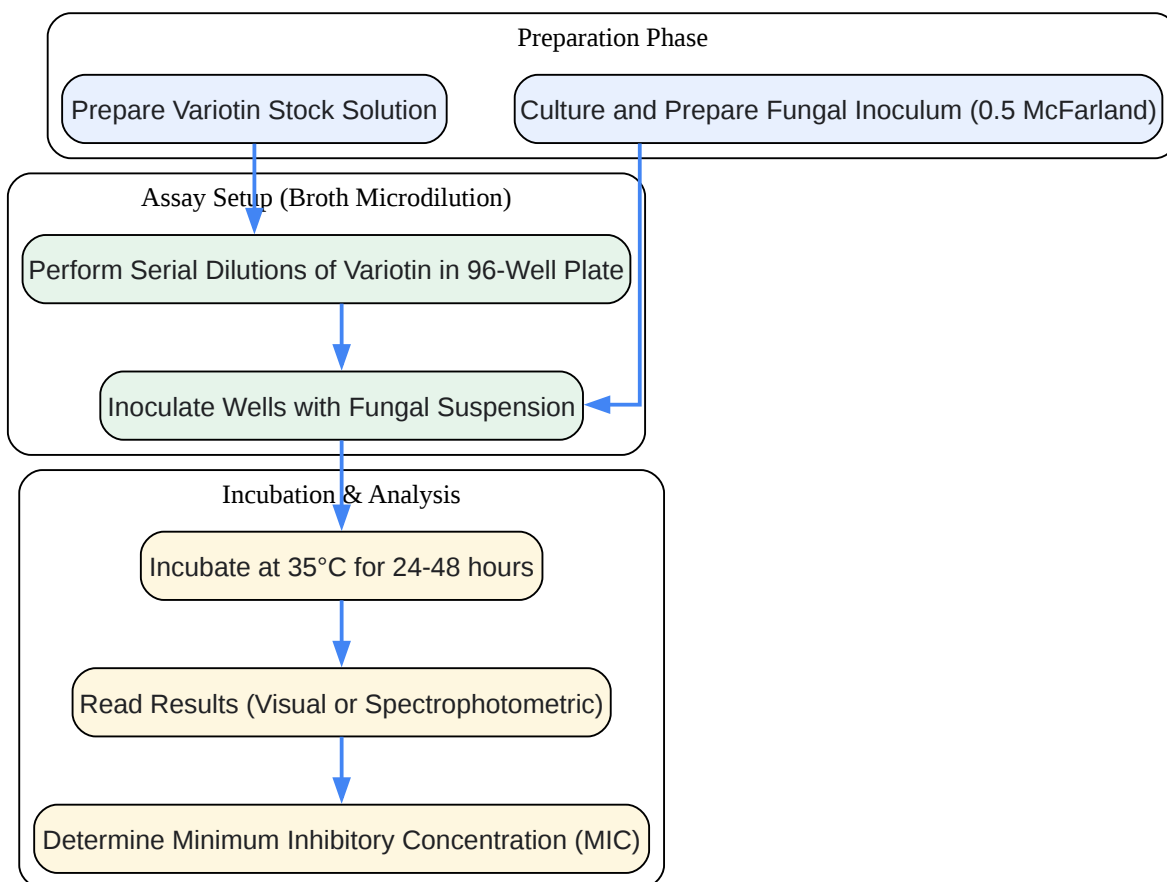 Preparation Phase
Prepare Variotin Stock Solution
Culture and Prepare Fungal Inoculum (0.5 McFarland)
Assay Setup (Broth Microdilution)
Perform Serial Dilutions of Variotin in 96-Well Plate
Inoculate Wells with Fungal Suspension
Incubation & Analysis
Incubate at 35°C for 24-48 hours
Read Results (Visual or Spectrophotometric)
Determine Minimum Inhibitory Concentration (MIC)